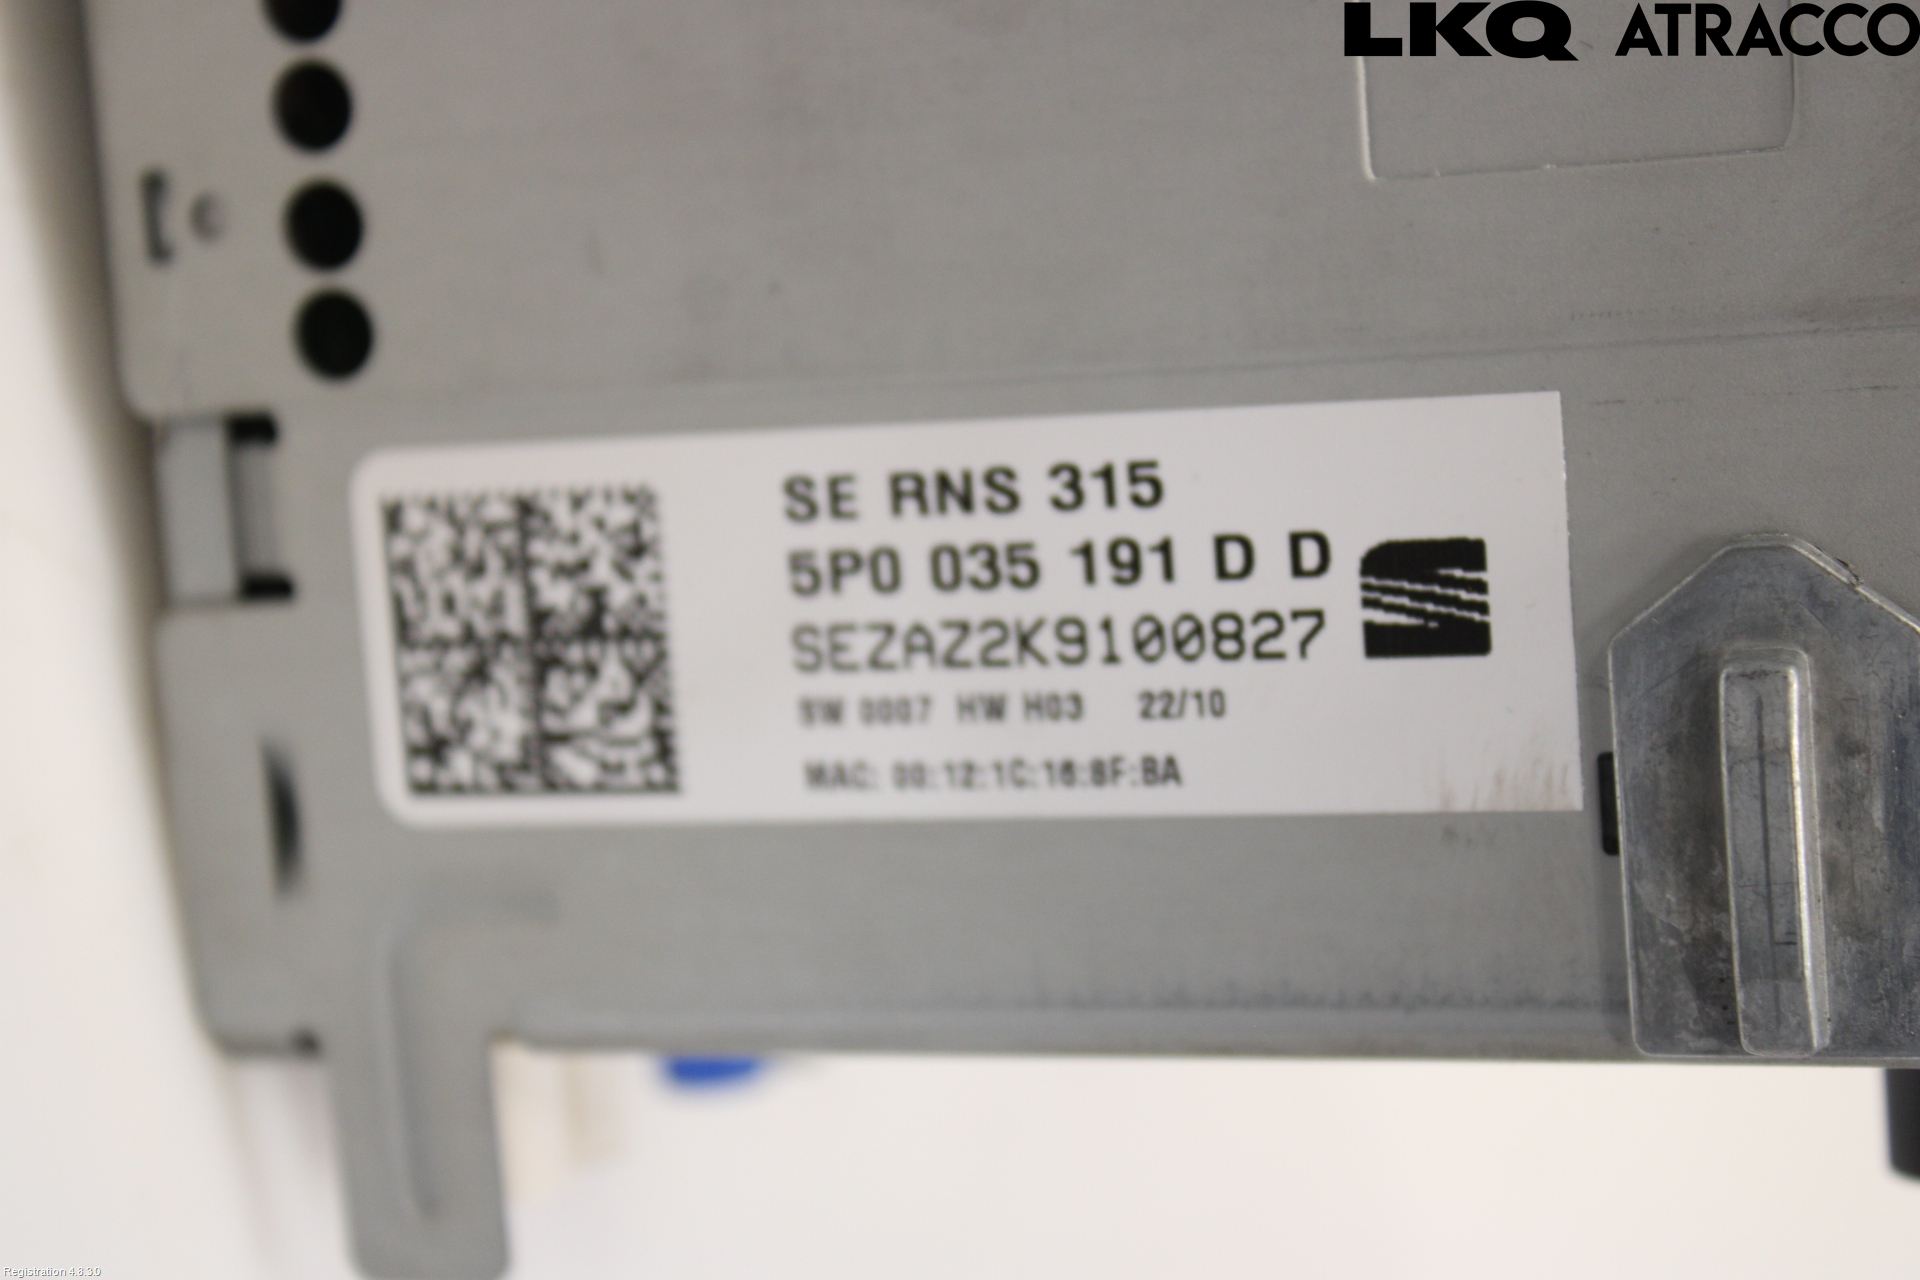 LKQ ATRACCO
SE RNS 315
5P0 035 191 D D
SEZAZ2K9100827
SW 0007 HW H03 22/10
MAC: 00:12:1C:16:8F:BA
Registration 4.8.3.0